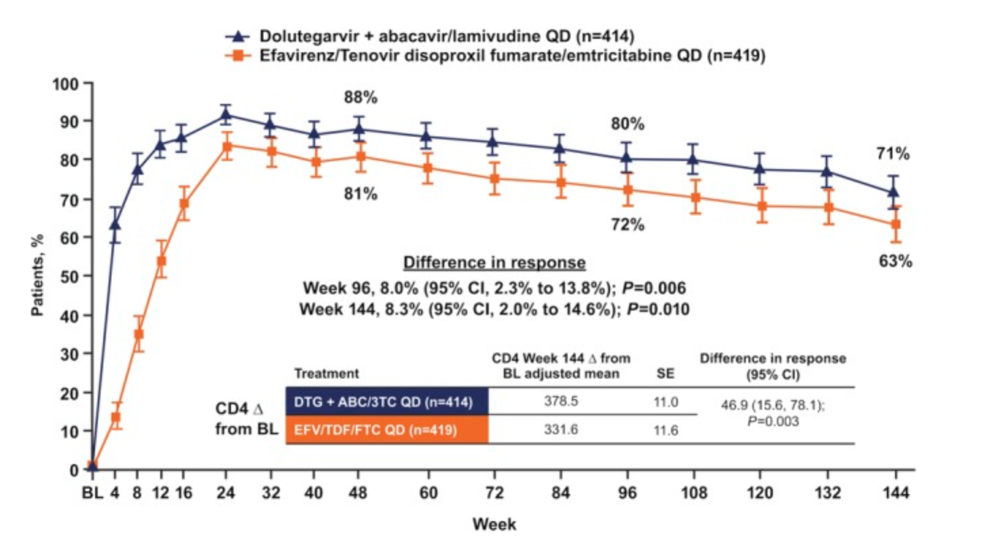 Dolutegarvir + abacavir/lamivudine QD (n=414)
Efavirenz/Tenovir disoproxil fumarate/emtricitabine QD (n=419)
Patients, %
100
90
80
70
60
50
40
30
20
10
0
88%
80%
71%
81%
72%
63%
Difference in response
Week 96, 8.0% (95% CI, 2.3% to 13.8%); P=0.006
Week 144, 8.3% (95% CI, 2.0% to 14.6%); P=0.010
CD4 Δ
from BL
Treatment
CD4 Week 144 Δ from
BL adjusted mean
SE
Difference in response
(95% CI)
DTG + ABC/3TC QD (n=414) 378.5 11.0
EFV/TDF/FTC QD (n=419) 331.6 11.6
46.9 (15.6, 78.1);
P=0.003
BL 4 8 12 16 24 32 40 48 60 72 84 96 108 120 132 144
Week